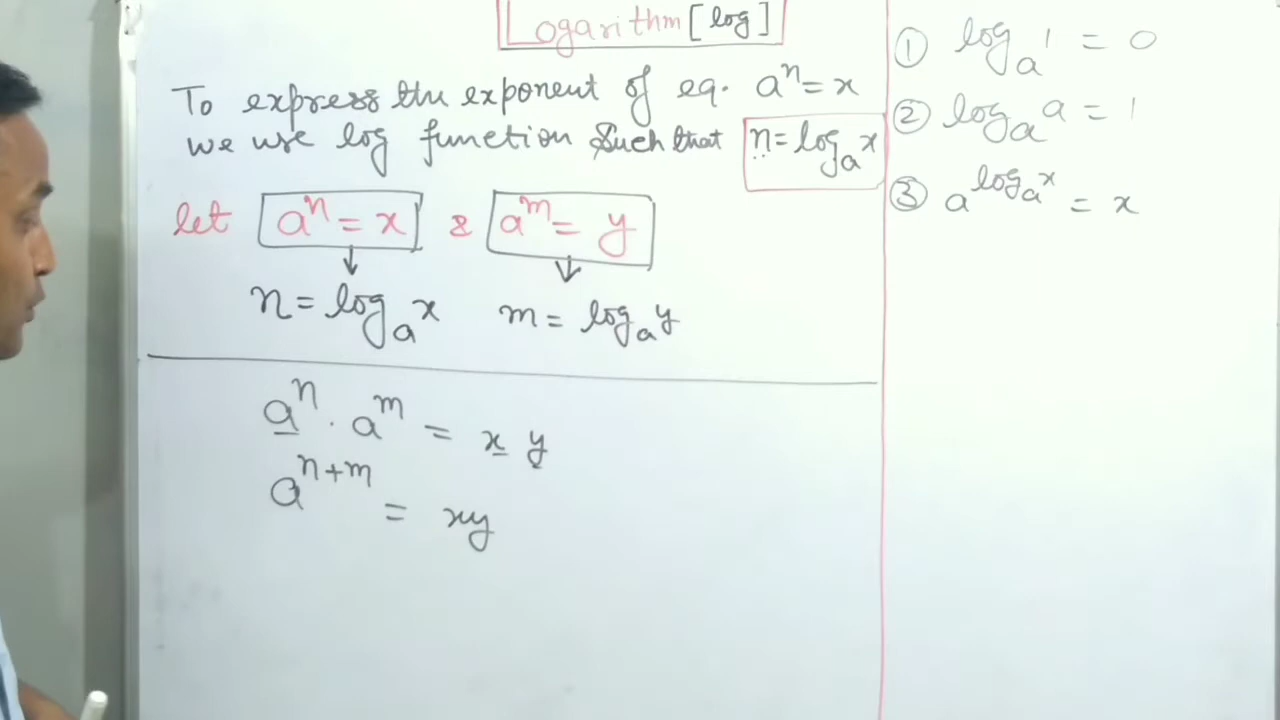 Logarithm [log]
To express the exponent of eq. aⁿ = x
we use log function such that n = logₐx
let aⁿ = x & aᵐ = y
n = logₐx m = logₐy
aⁿ · aᵐ = x y
aⁿ⁺ᵐ = xy
① logₐ1 = 0
② logₐa = 1
③ a^(logₐx) = x